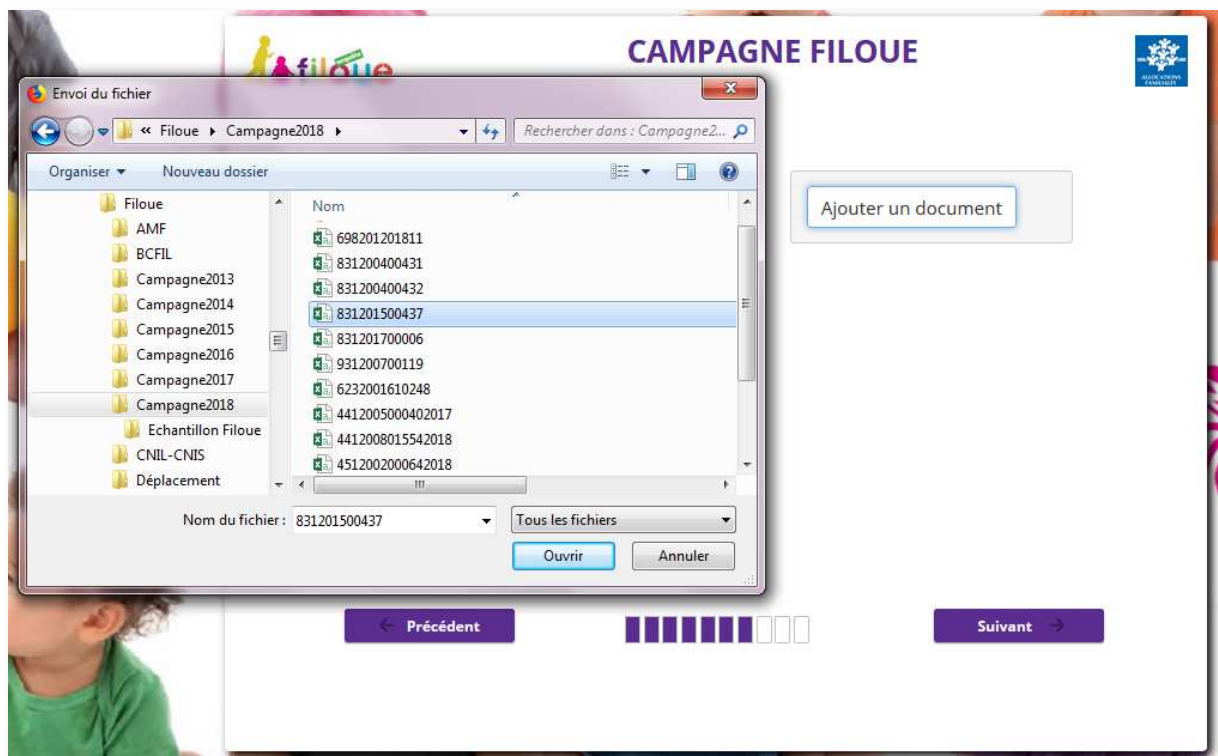 filoue
CAMPAGNE FILOUE
ALLOCATIONS
FAMILIALES
Envoi du fichier
« Filoue Campagne2018
Rechercher dans : Campagne2...
Organiser Nouveau dossier
Filoue
AMF
BCFIL
Campagne2013
Campagne2014
Campagne2015
Campagne2016
Campagne2017
Campagne2018
Echantillon Filoue
CNIL-CNIS
Déplacement
Nom
698201201811
831200400431
831200400432
831201500437
831201700006
931200700119
6232001610248
4412005000402017
4412008015542018
4512002000642018
Nom du fichier : 831201500437 Tous les fichiers
Ouvrir Annuler
Ajouter un document
Précédent Suivant